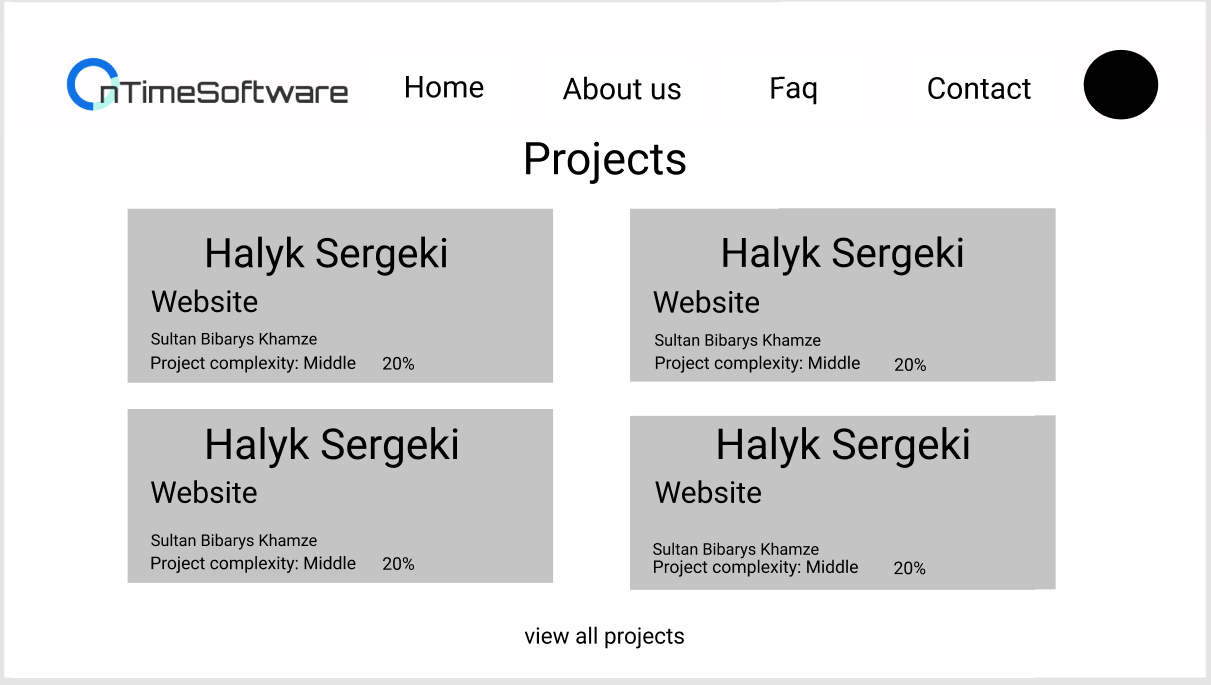 OnTimeSoftware Home About us Faq Contact
Projects
Halyk Sergeki
Website
Sultan Bibarys Khamze
Project complexity: Middle 20%
Halyk Sergeki
Website
Sultan Bibarys Khamze
Project complexity: Middle 20%
Halyk Sergeki
Website
Sultan Bibarys Khamze
Project complexity: Middle 20%
Halyk Sergeki
Website
Sultan Bibarys Khamze
Project complexity: Middle 20%
view all projects